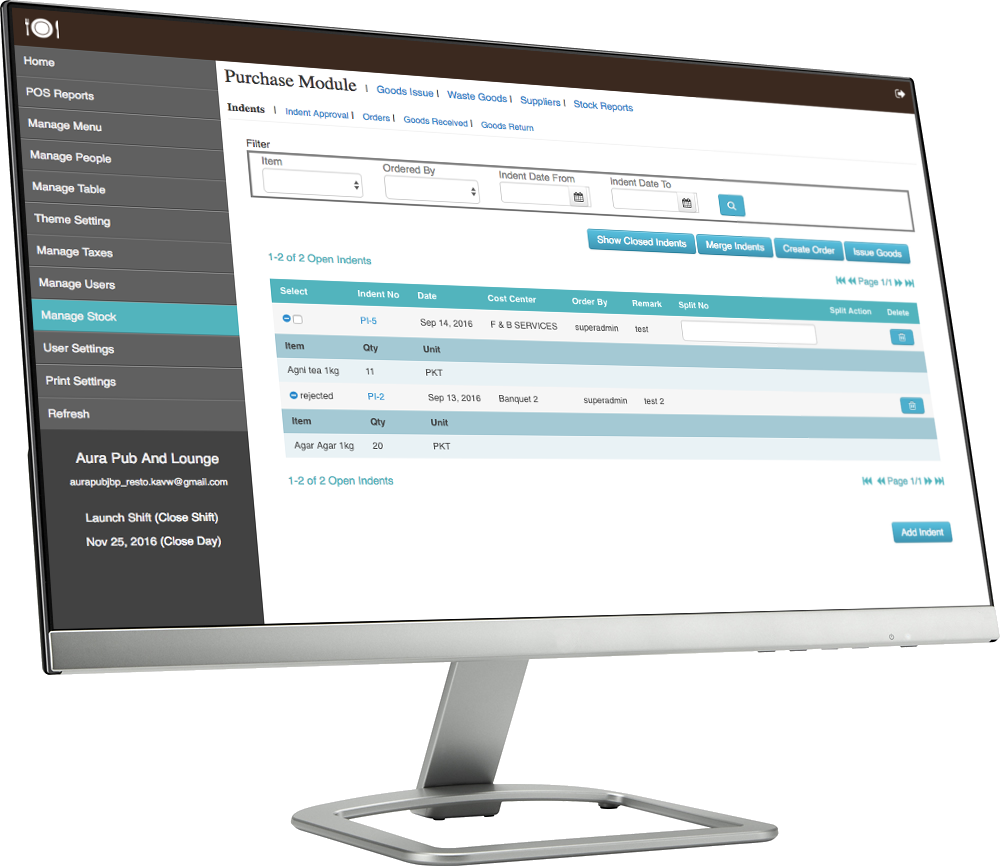 Home
POS Reports
Manage Menu
Manage People
Manage Table
Theme Setting
Manage Taxes
Manage Users
Manage Stock
User Settings
Print Settings
Refresh
Aura Pub And Lounge
aurapubjbp_resto.kavw@gmail.com
Launch Shift (Close Shift)
Nov 25, 2016 (Close Day)
Purchase Module | Goods Issue | Waste Goods | Suppliers | Stock Reports
Indents | Indent Approval | Orders | Goods Received | Goods Return
Filter
Item Ordered By Indent Date From Indent Date To
Show Closed Indents Merge Indents Create Order Issue Goods
1-2 of 2 Open Indents Page 1/1
Select Indent No Date Cost Center Order By Remark Split No Split Action Delete
PI-5 Sep 14, 2016 F & B SERVICES superadmin test
Item Qty Unit
Agni tea 1kg 11 PKT
rejected PI-2 Sep 13, 2016 Banquet 2 superadmin test 2
Item Qty Unit
Agar Agar 1kg 20 PKT
1-2 of 2 Open Indents Page 1/1
Add Indent